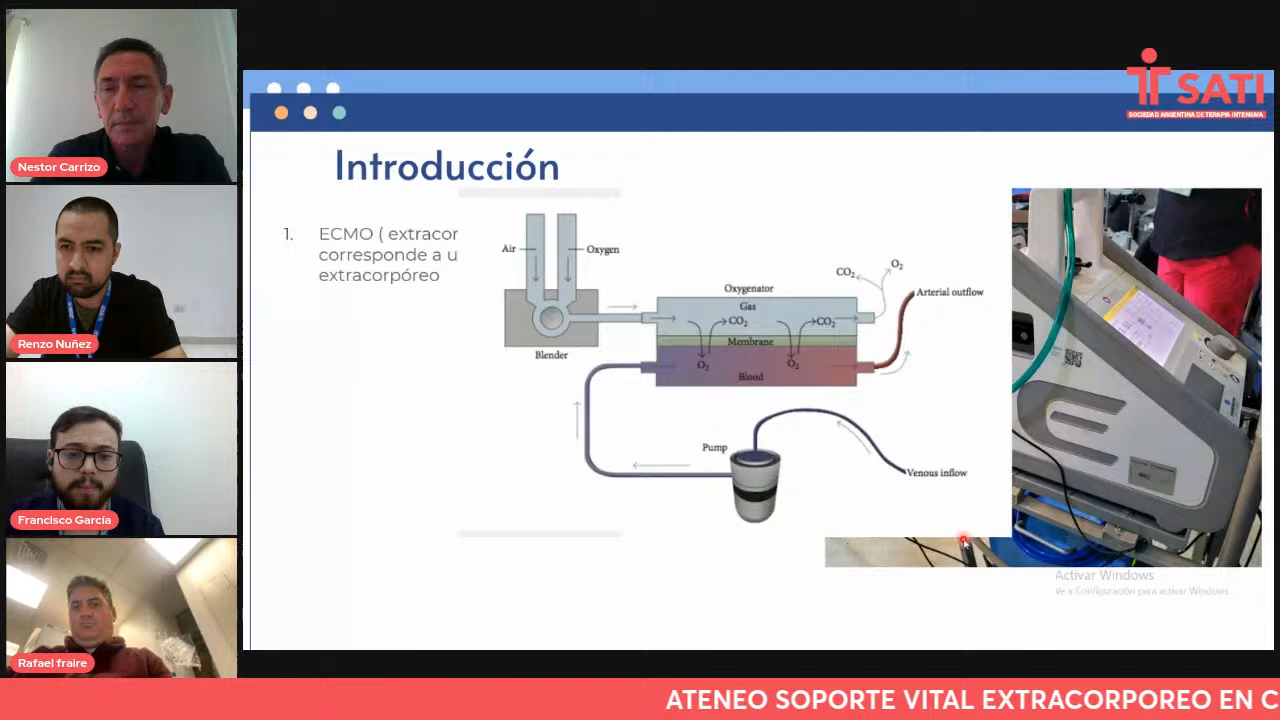 Nestor Carrizo
Renzo Nuñez
Francisco García
Rafael fraire
SATI
SOCIEDAD ARGENTINA DE TERAPIA INTENSIVA
Introducción
1. ECMO ( extracor
corresponde a u
extracorpóreo
Air
Oxygen
Blender
Oxygenator
Gas
CO2
CO2
Membrane
O2
O2
Blood
CO2
O2
Arterial outflow
Pump
Venous inflow
Activar Windows
Ve a Configuración para activar Windows.
ATENEO SOPORTE VITAL EXTRACORPOREO EN C